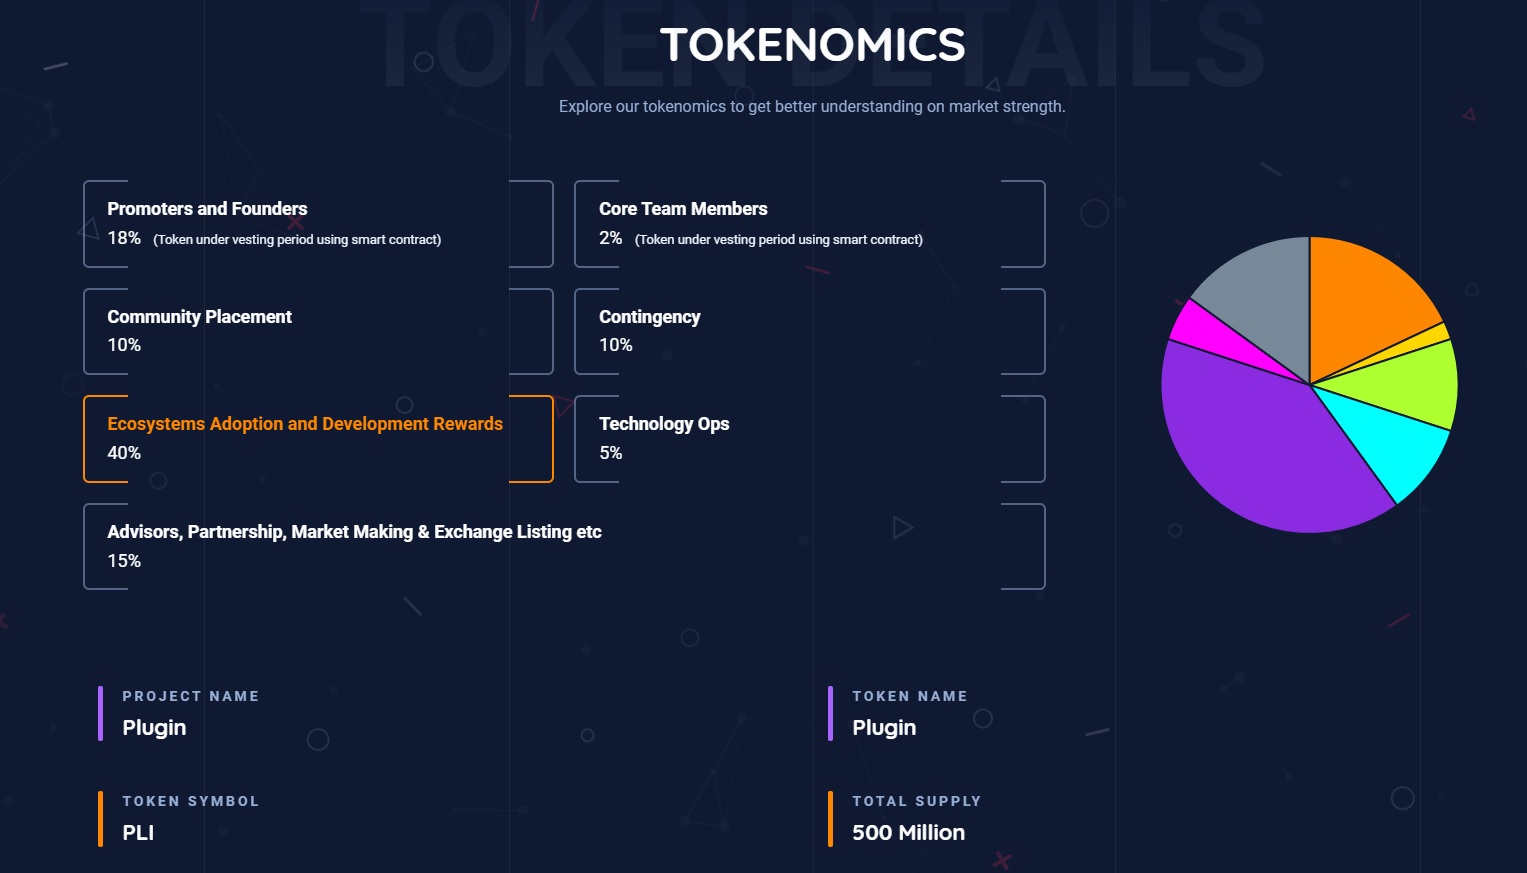 TOKEN DETAILS
TOKENOMICS
Explore our tokenomics to get better understanding on market strength.
Promoters and Founders
18% (Token under vesting period using smart contract)
Core Team Members
2% (Token under vesting period using smart contract)
Community Placement
10%
Contingency
10%
Ecosystems Adoption and Development Rewards
40%
Technology Ops
5%
Advisors, Partnership, Market Making & Exchange Listing etc
15%
PROJECT NAME
Plugin
TOKEN NAME
Plugin
TOKEN SYMBOL
PLI
TOTAL SUPPLY
500 Million